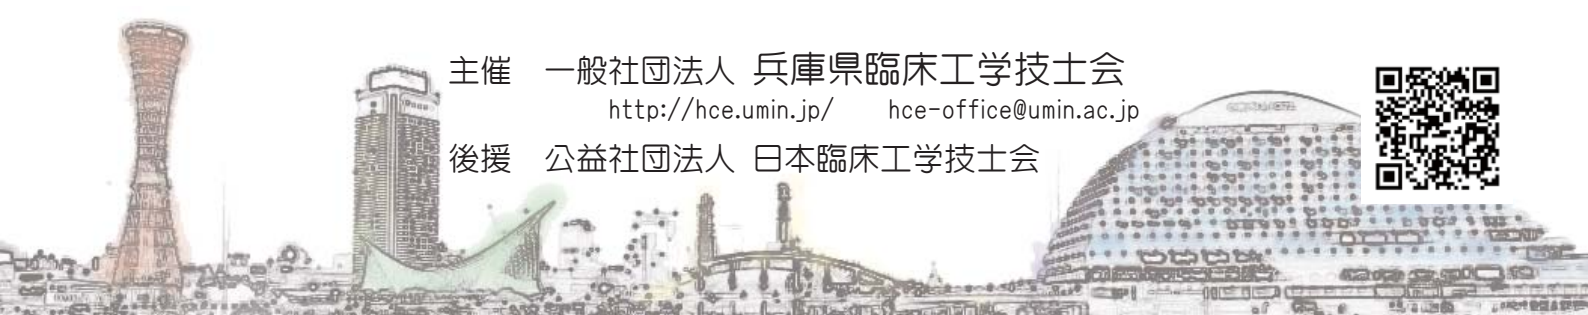 主催 一般社団法人 兵庫県臨床工学技士会
http://hce.umin.jp/ hce-office@umin.ac.jp
後援 公益社団法人 日本臨床工学技士会